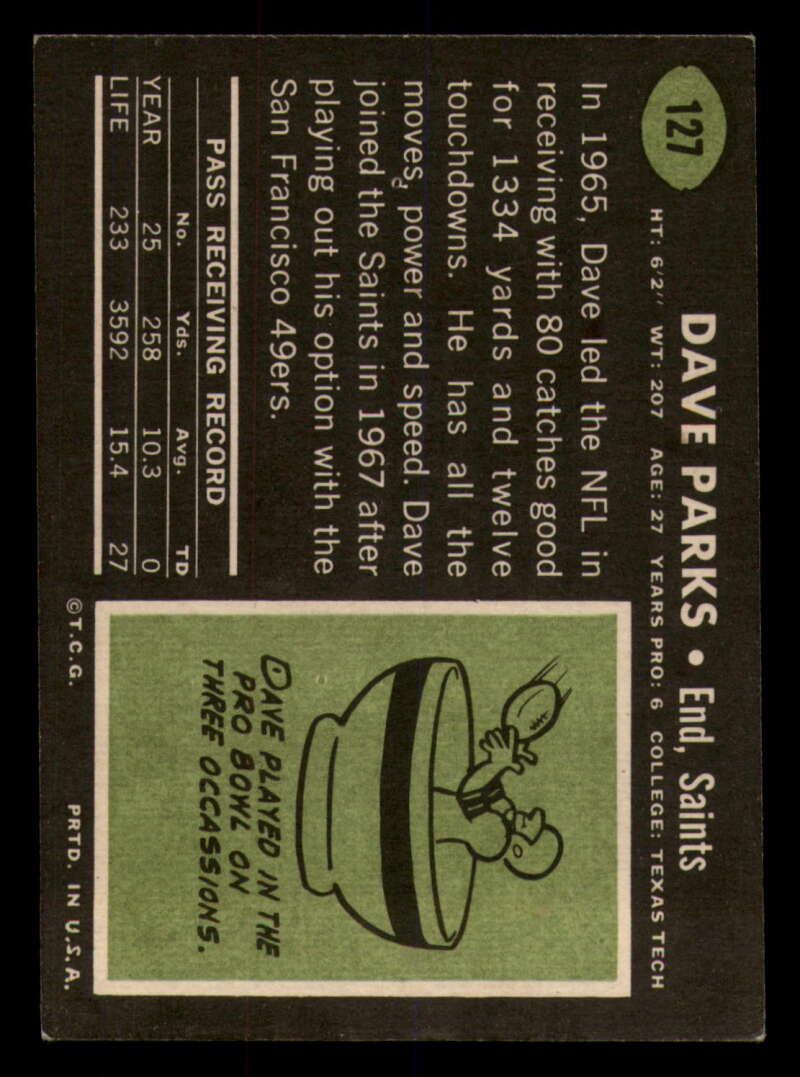 127
DAVE PARKS • End, Saints
HT: 6'2" WT: 207 AGE: 27 YEARS PRO: 6 COLLEGE: TEXAS TECH
In 1965, Dave led the NFL in
receiving with 80 catches good
for 1334 yards and twelve
touchdowns. He has all the
moves, power and speed. Dave
joined the Saints in 1967 after
playing out his option with the
San Francisco 49ers.
PASS RECEIVING RECORD
No. Yds. Avg. TD
YEAR 25 258 10.3 0
LIFE 233 3592 15.4 27
DAVE PLAYED IN THE
PRO BOWL ON
THREE OCCASSIONS.
©T.C.G. PRTD. IN U.S.A.